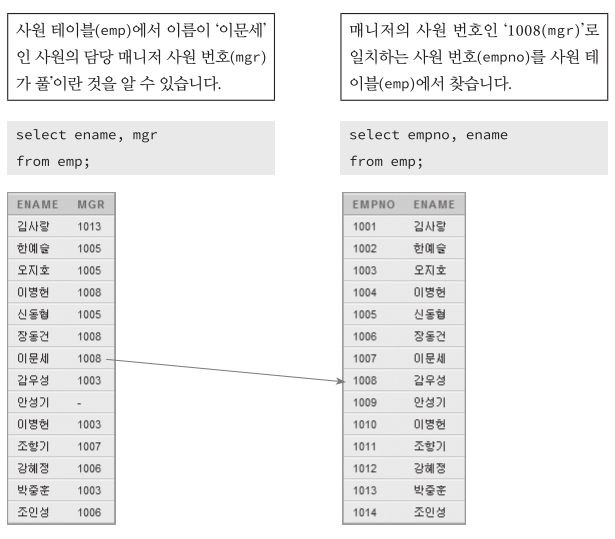 사원 테이블(emp)에서 이름이 '이문세'
인 사원의 담당 매니저 사원 번호(mgr)
가 풀'이란 것을 알 수 있습니다.
매니저의 사원 번호인 '1008(mgr)'로
일치하는 사원 번호(empno)를 사원 테
이블(emp)에서 찾습니다.
select ename, mgr
from emp;
select empno, ename
from emp;
ENAME MGR
김사랑 1013
한예슬 1005
오지호 1005
이병헌 1008
신동협 1005
장동건 1008
이문세 1008
감우성 1003
안성기 -
이병헌 1003
조향기 1007
강혜정 1006
박중훈 1003
조인성 1006
EMPNO ENAME
1001 김사랑
1002 한예슬
1003 오지호
1004 이병헌
1005 신동협
1006 장동건
1007 이문세
1008 감우성
1009 안성기
1010 이병헌
1011 조향기
1012 강혜정
1013 박중훈
1014 조인성